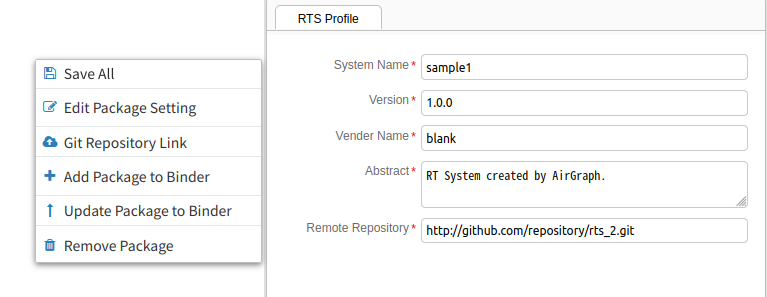 Save All
Edit Package Setting
Git Repository Link
Add Package to Binder
Update Package to Binder
Remove Package
RTS Profile
System Name* sample1
Version* 1.0.0
Vender Name* blank
Abstract* RT System created by AirGraph.
Remote Repository* http://github.com/repository/rts_2.git